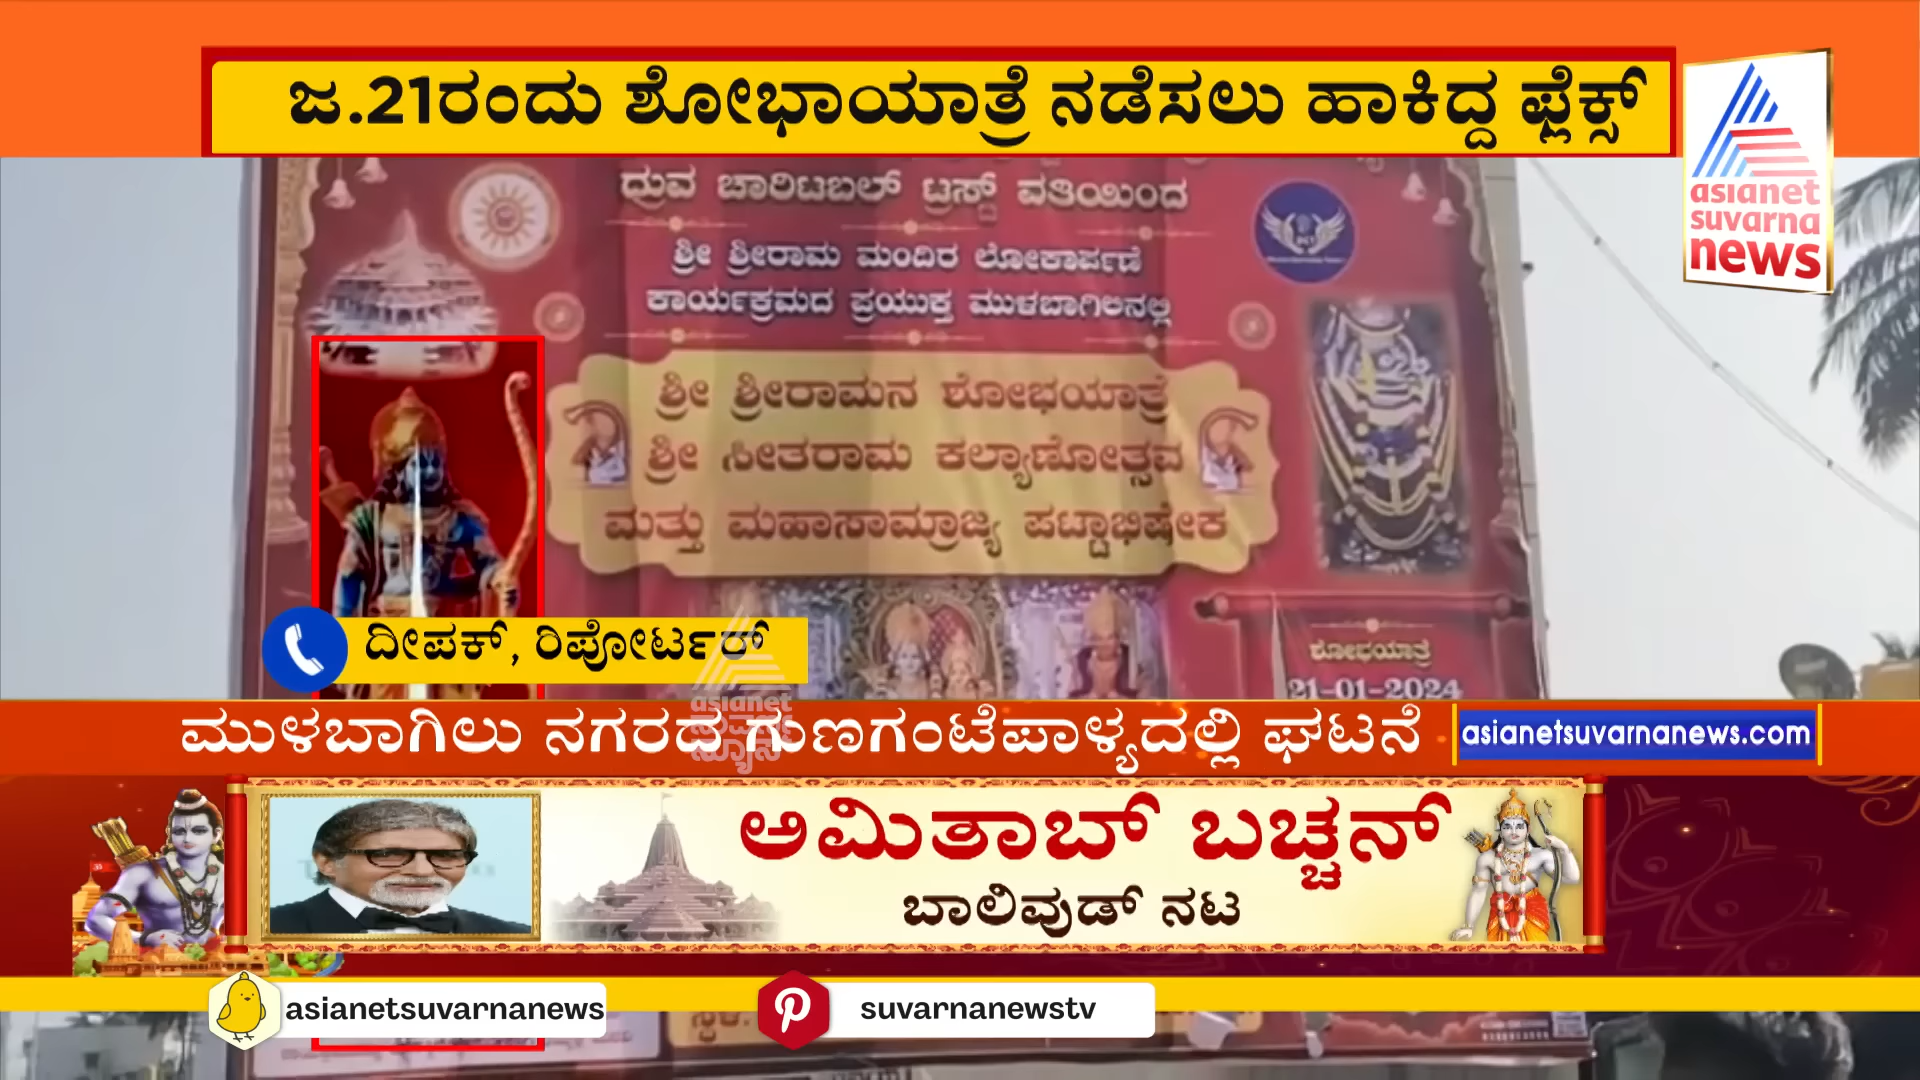 ಜ.21ರಂದು ಶೋಭಾಯಾತ್ರೆ ನಡೆಸಲು ಹಾಕಿದ್ದ ಫ್ಲೆಕ್ಸ್
asianet
suvarna
news
ಧ್ರುವ ಚಾರಿಟಬಲ್ ಟ್ರಸ್ಟ್ ವತಿಯಿಂದ
ಶ್ರೀ ಶ್ರೀರಾಮ ಮಂದಿರ ಲೋಕಾರ್ಪಣೆ
ಕಾರ್ಯಕ್ರಮದ ಪ್ರಯುಕ್ತ ಮುಳಬಾಗಿಲಿನಲ್ಲಿ
ಶ್ರೀ ಶ್ರೀರಾಮನ ಶೋಭಯಾತ್ರೆ
ಶ್ರೀ ಸೀತರಾಮ ಕಲ್ಯಾಣೋತ್ಸವ
ಮತ್ತು ಮಹಾಸಾಮ್ರಾಜ್ಯ ಪಟ್ಟಾಭಿಷೇಕ
ಶೋಭಯಾತ್ರೆ
21-01-2024
ದೀಪಕ್, ರಿಪೋರ್ಟರ್
asianet
ಸುವರ್ಣ
ನ್ಯೂಸ್
ಮುಳಬಾಗಿಲು ನಗರದ ಗುಣಗಂಟೆಪಾಳ್ಯದಲ್ಲಿ ಘಟನೆ
asianetsuvarnanews.com
ಅಮಿತಾಬ್ ಬಚ್ಚನ್
ಬಾಲಿವುಡ್ ನಟ
asianetsuvarnanews
suvarnanewstv